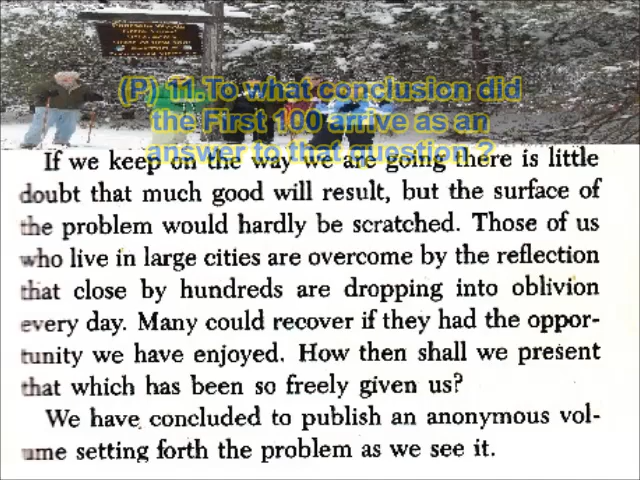 (P) 11.To what conclusion did
the First 100 arrive as an
answer to that question ?
If we keep on the way we are going there is little
doubt that much good will result, but the surface of
the problem would hardly be scratched. Those of us
who live in large cities are overcome by the reflection
that close by hundreds are dropping into oblivion
every day. Many could recover if they had the oppor-
tunity we have enjoyed. How then shall we present
that which has been so freely given us?
We have concluded to publish an anonymous vol-
ume setting forth the problem as we see it.